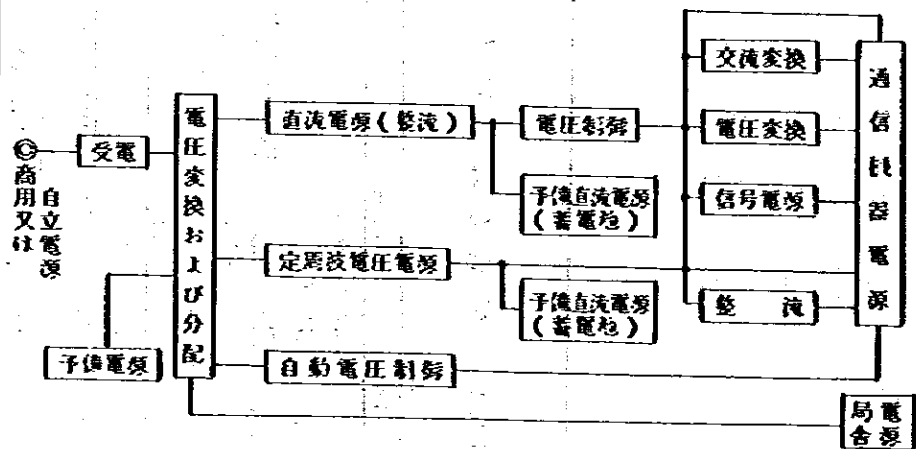 Ⓒ商用又は
自立電源
受電
予備電源
電圧変換および分配
直流電源(整流)
定周波電圧電源
自動電圧制御
電圧制御
予備直流電源
(蓄電池)
予備直流電源
(蓄電池)
交流変換
電圧変換
信号電源
整流
通信機器電源
局舎
電源